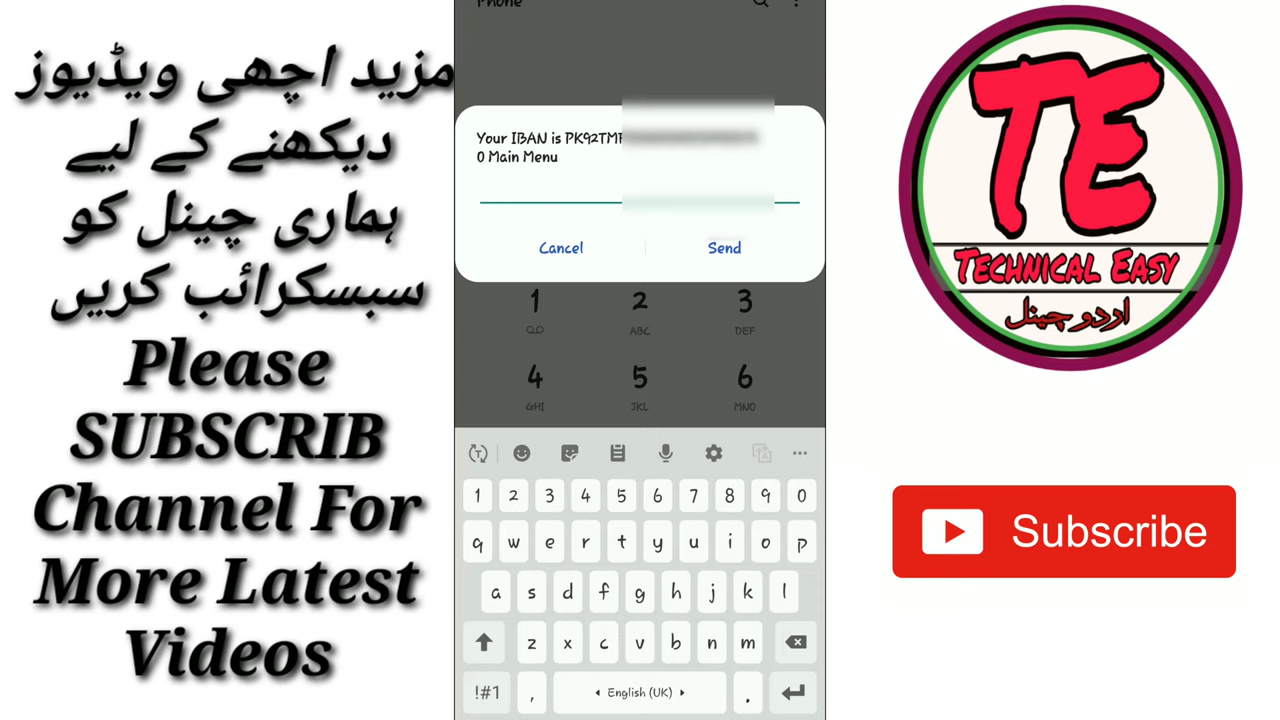 مزید اچھی ویڈیوز
دیکھنے کے لیے
ہماری چینل کو
سبسکرائب کریں
Please
SUBSCRIB
Channel For
More Latest
Videos
Phone
Your IBAN is PK92TMF
0 Main Menu
Cancel Send
1 2 3
ABC DEF
4 5 6
GHI JKL MNO
1 2 3 4 5 6 7 8 9 0
q w e r t y u i o p
a s d f g h j k l
z x c v b n m
!#1 , English (UK) .
TE
TECHNICAL EASY
اردو چینل
Subscribe